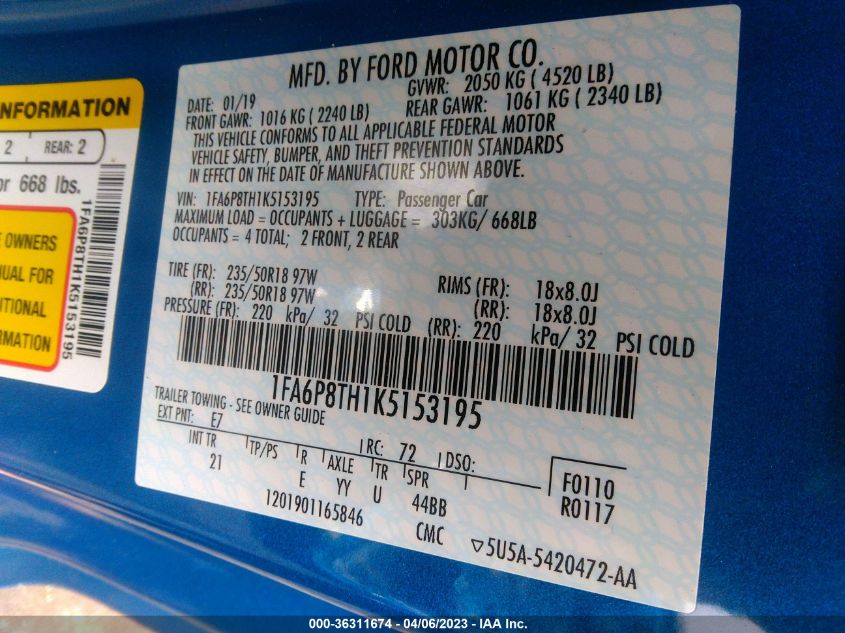 INFORMATION
2 REAR: 2
or 668 lbs.
1FA6P8TH1K5153195
OWNERS
FOR
MATION
MFD. BY FORD MOTOR CO.
DATE: 01/19 GVWR: 2050 KG ( 4520 LB)
FRONT GAWR: 1016 KG ( 2240 LB) REAR GAWR: 1061 KG ( 2340 LB)
THIS VEHICLE CONFORMS TO ALL APPLICABLE FEDERAL MOTOR
VEHICLE SAFETY, BUMPER, AND THEFT PREVENTION STANDARDS
IN EFFECT ON THE DATE OF MANUFACTURE SHOWN ABOVE.
VIN: 1FA6P8TH1K5153195 TYPE: Passenger Car
MAXIMUM LOAD = OCCUPANTS + LUGGAGE = 303KG/ 668LB
OCCUPANTS = 4 TOTAL; 2 FRONT, 2 REAR
TIRE (FR): 235/50R18 97W RIMS (FR): 18x8.0J
(RR): 235/50R18 97W (RR): 18x8.0J
PRESSURE (FR): 220 kPa/ 32 PSI COLD (RR): 220 kPa/ 32 PSI COLD
1FA6P8TH1K5153195
TRAILER TOWING - SEE OWNER GUIDE
EXT PNT: E7 RC: 72 DSO:
INT TR TP/PS R AXLE TR SPR F0110
21 E YY U 44BB R0117
1201901165846 CMC 5U5A-5420472-AA
000-36311674 / 04/06/2023 - IAA Inc.